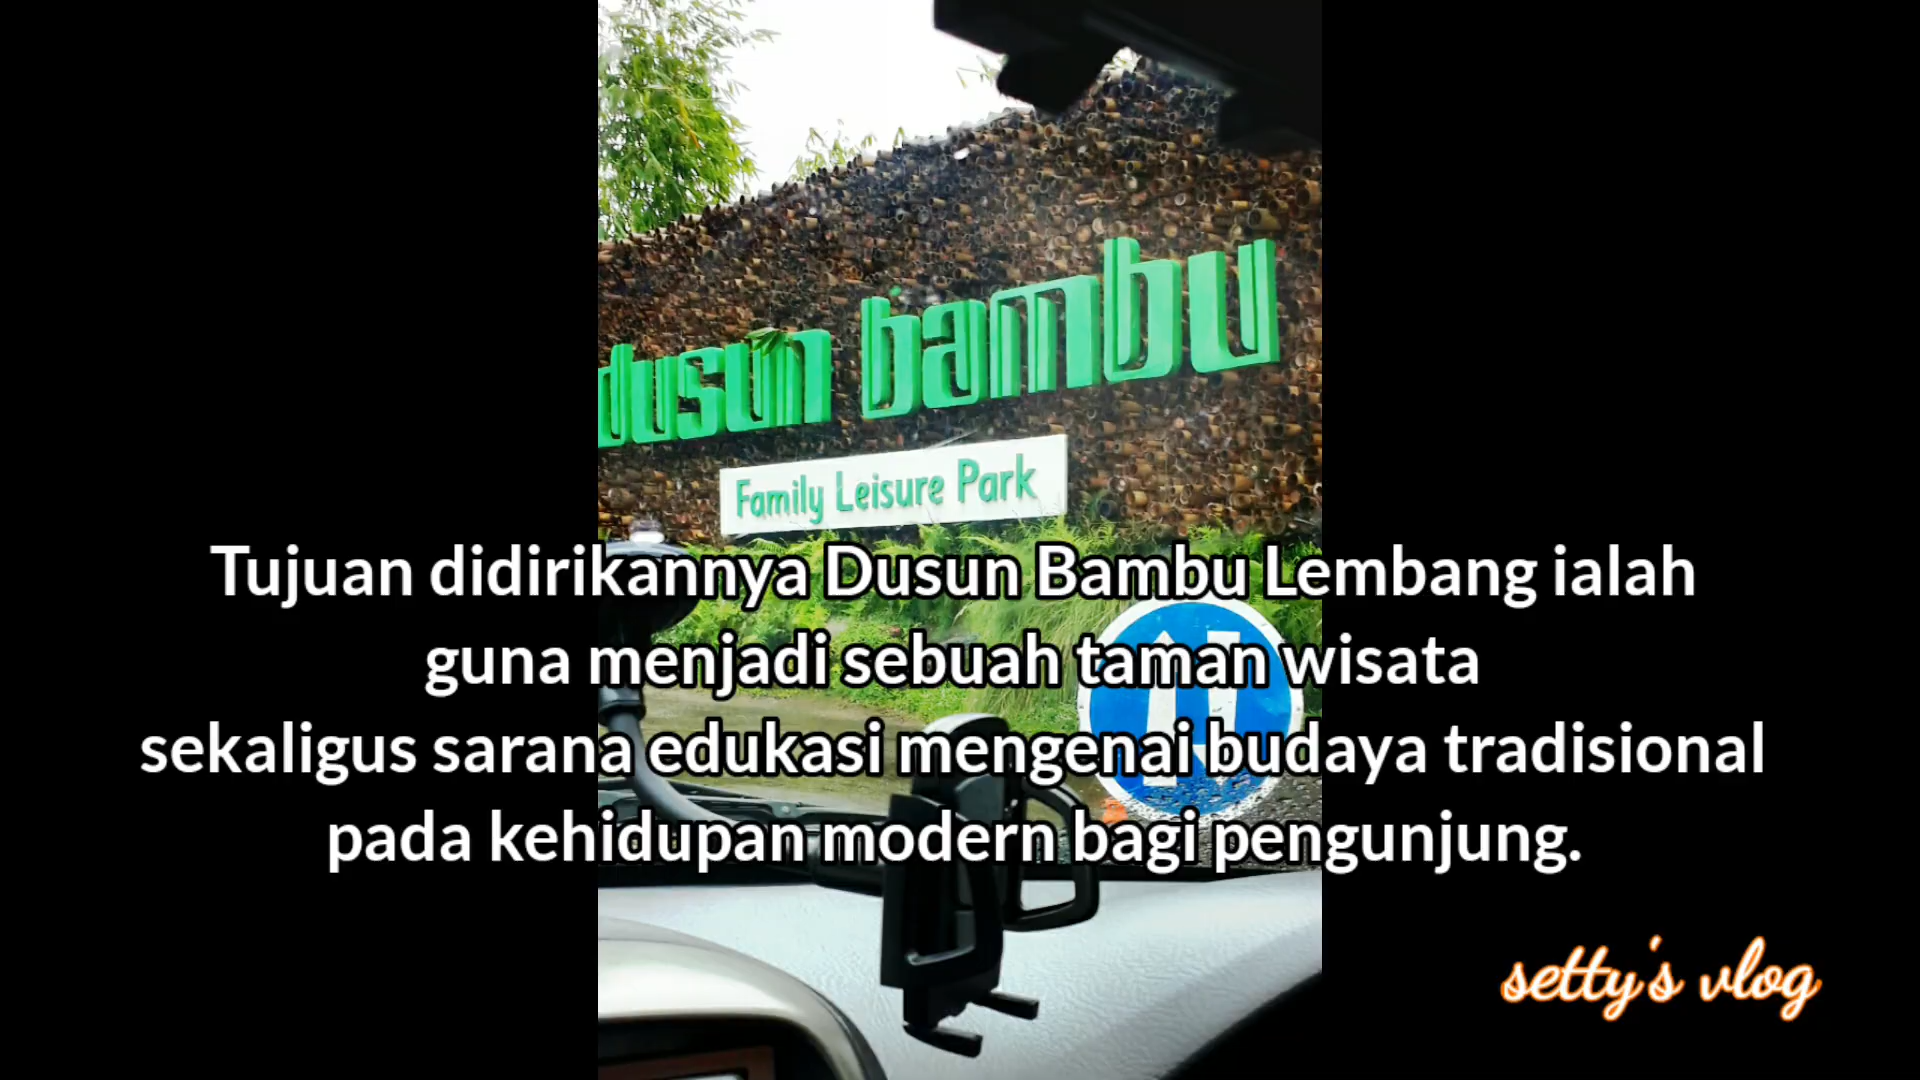 dusun bambu
Family Leisure Park
Tujuan didirikannya Dusun Bambu Lembang ialah
guna menjadi sebuah taman wisata
sekaligus sarana edukasi mengenai budaya tradisional
pada kehidupan modern bagi pengunjung.
setty's vlog